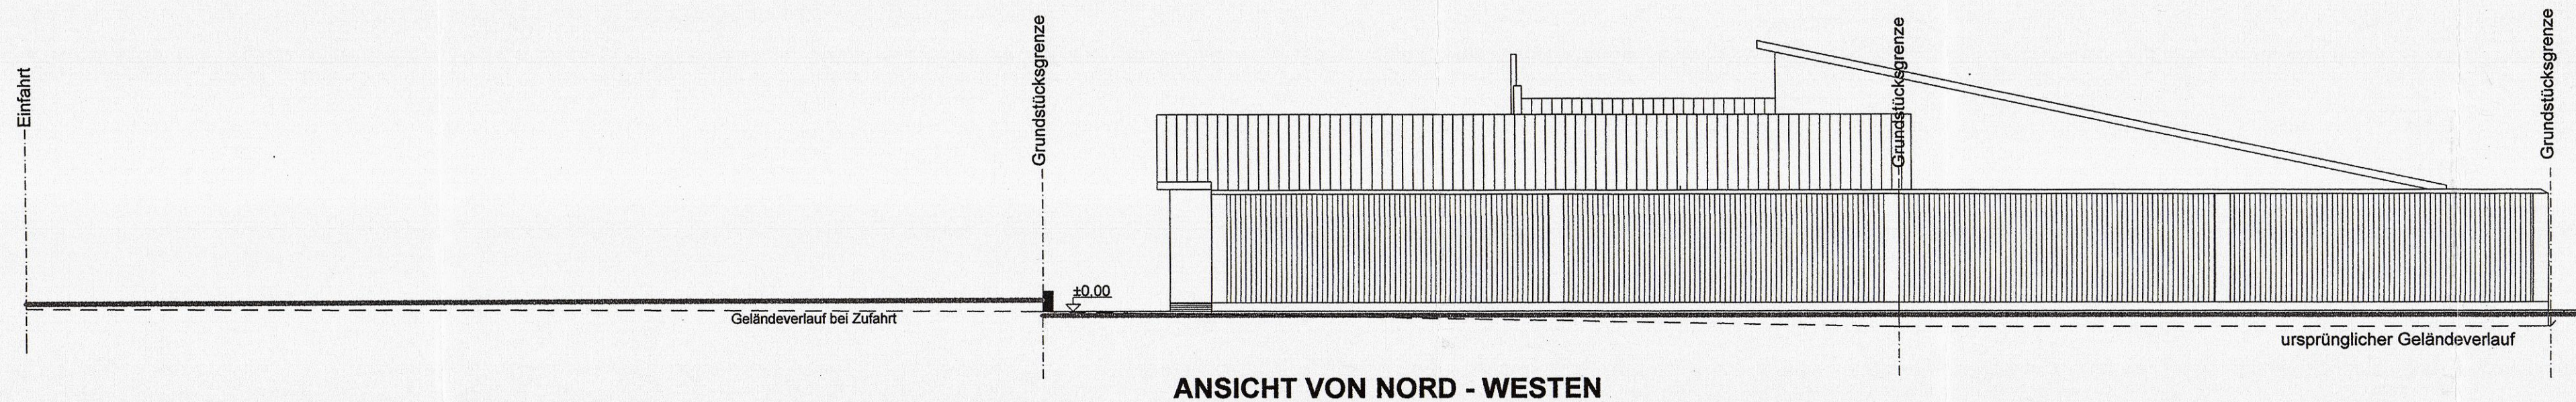 Einfahrt
Grundstücksgrenze
Grundstücksgrenze
Grundstücksgrenze
±0.00
Geländeverlauf bei Zufahrt
ursprünglicher Geländeverlauf
ANSICHT VON NORD - WESTEN